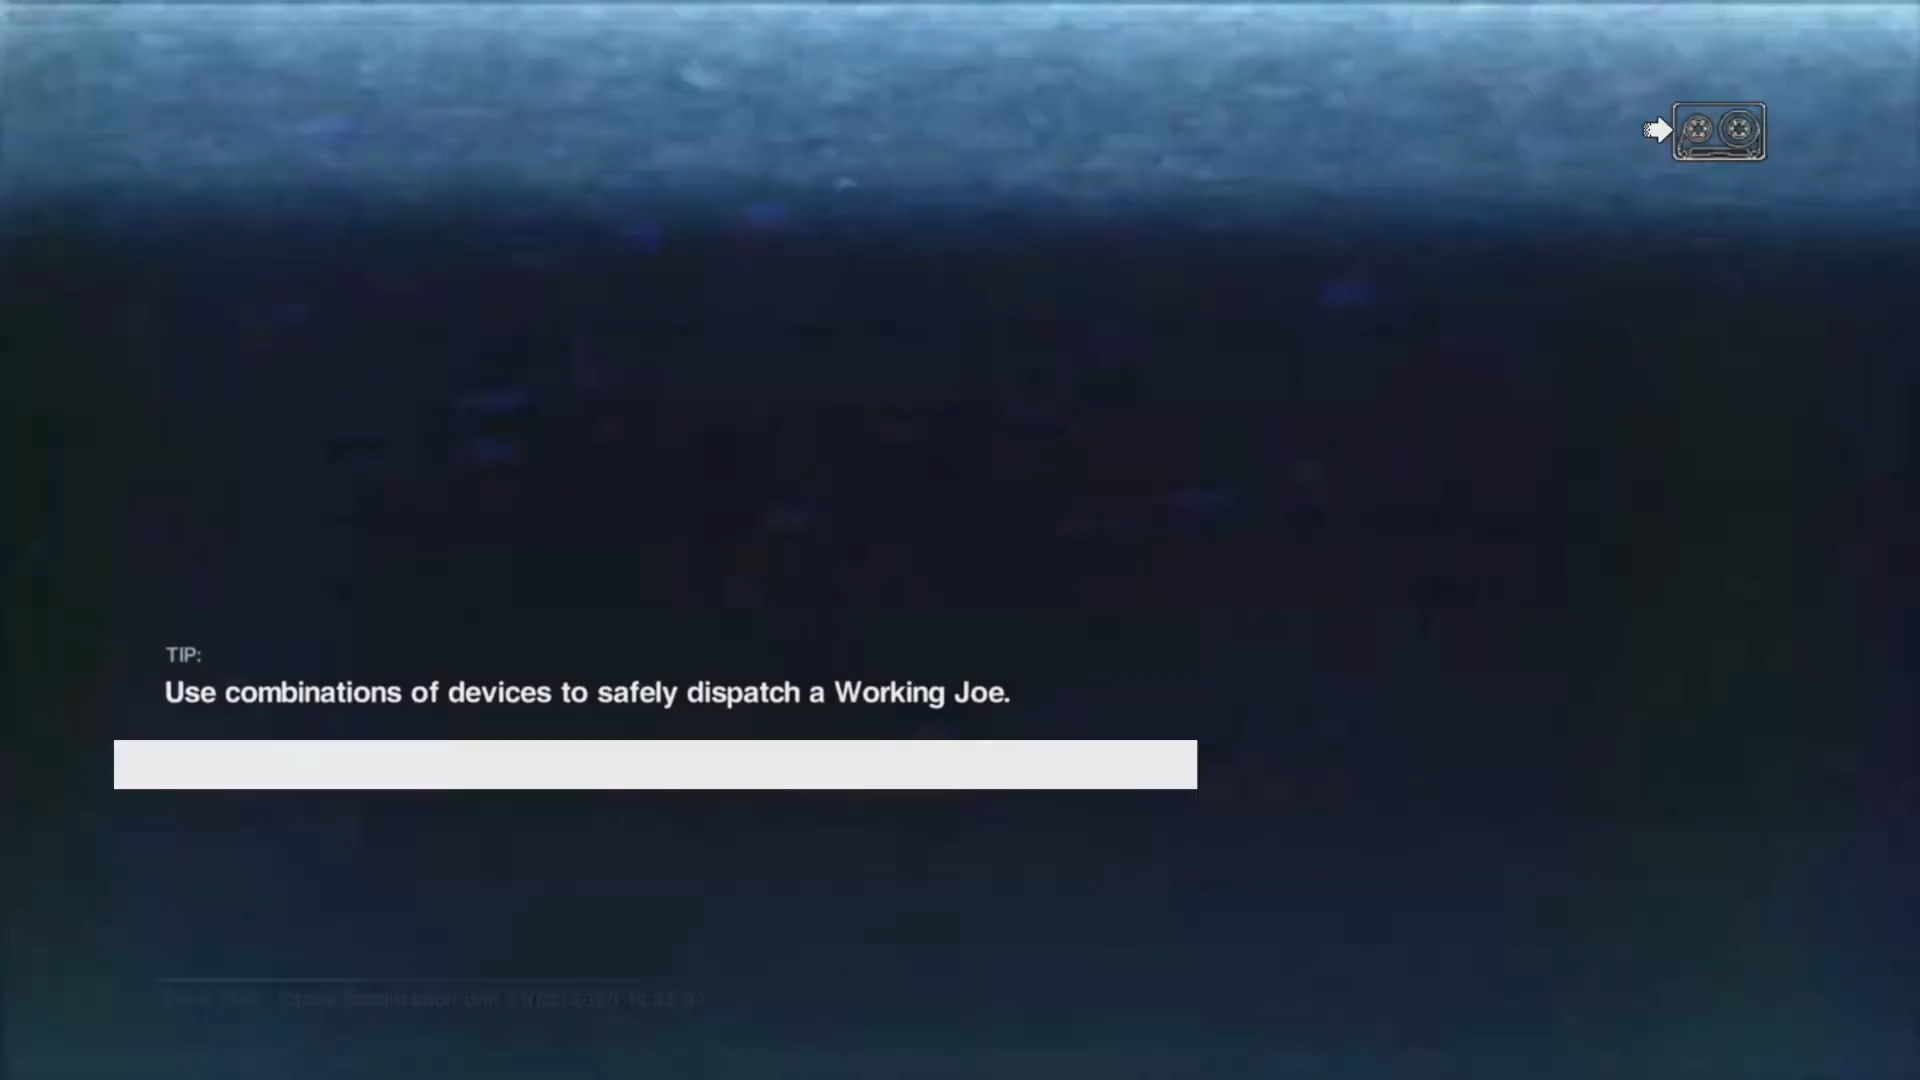 TIP:
Use combinations of devices to safely dispatch a Working Joe.